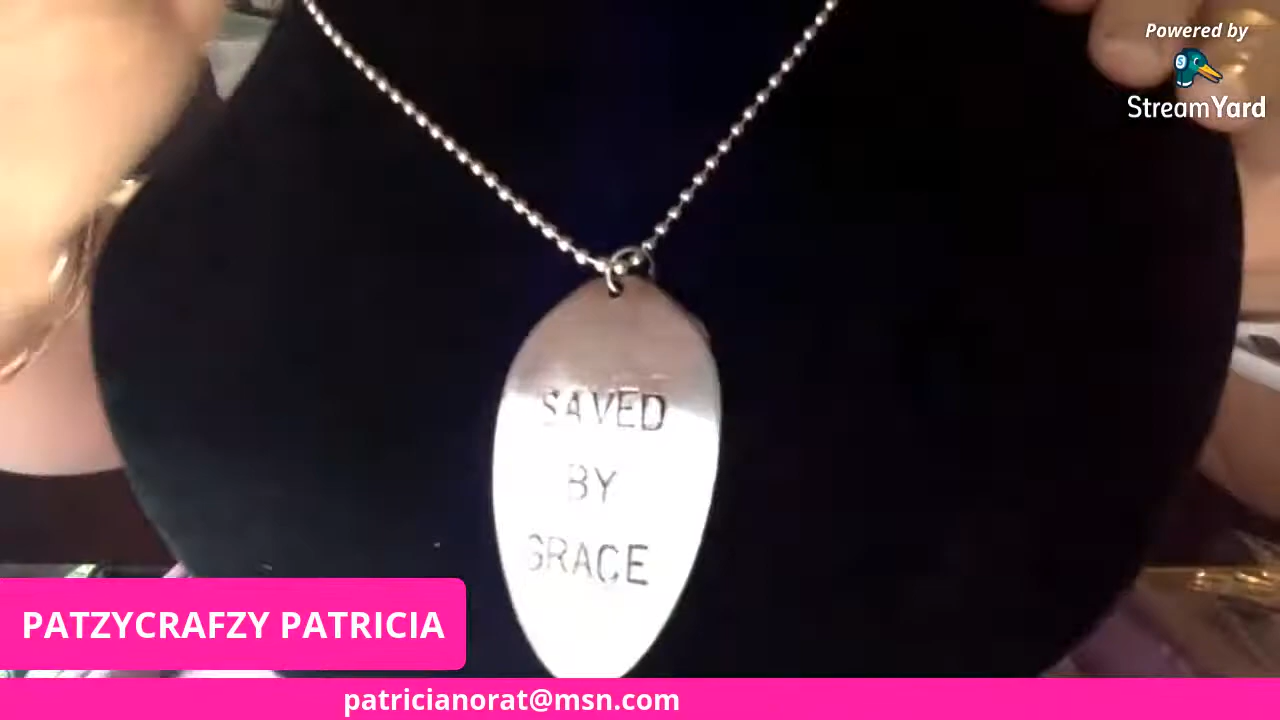 Powered by
StreamYard
SAVED
BY
GRACE
PATZYCRAFZY PATRICIA
patricianorat@msn.com